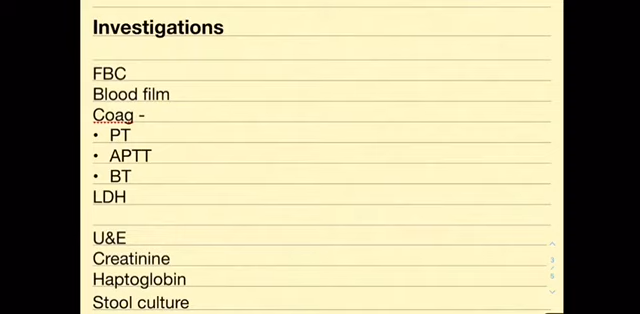 Investigations
FBC
Blood film
Coag -
• PT
• APTT
• BT
LDH
U&E
Creatinine
Haptoglobin
Stool culture